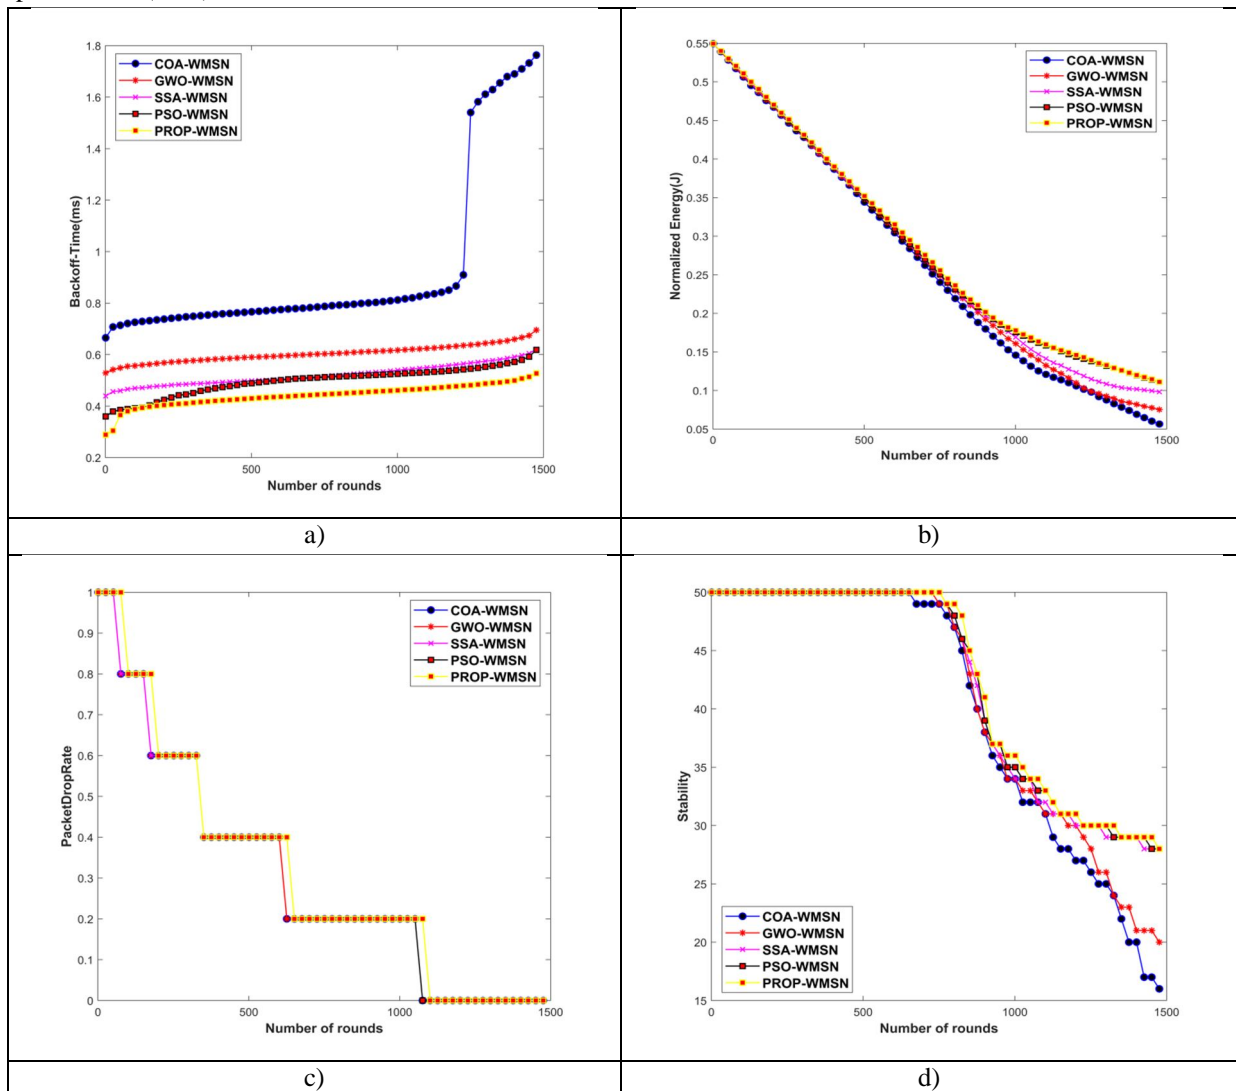 1.8
1.6
1.4
1.2
1
0.8
0.6
0.4
0.2
0
500
1000
1500
Backoff-Time(ms)
Number of rounds
COA-WMSN
GWO-WMSN
SSA-WMSN
PSO-WMSN
PROP-WMSN
0.55
0.5
0.45
0.4
0.35
0.3
0.25
0.2
0.15
0.1
0.05
0
500
1000
1500
Normalized Energy(J)
Number of rounds
COA-WMSN
GWO-WMSN
SSA-WMSN
PSO-WMSN
PROP-WMSN
a)
b)
1
0.9
0.8
0.7
0.6
0.5
0.4
0.3
0.2
0.1
0
0
500
1000
1500
PacketDropRate
Number of rounds
COA-WMSN
GWO-WMSN
SSA-WMSN
PSO-WMSN
PROP-WMSN
50
45
40
35
30
25
20
15
0
500
1000
1500
Stability
Number of rounds
COA-WMSN
GWO-WMSN
SSA-WMSN
PSO-WMSN
PROP-WMSN
c)
d)